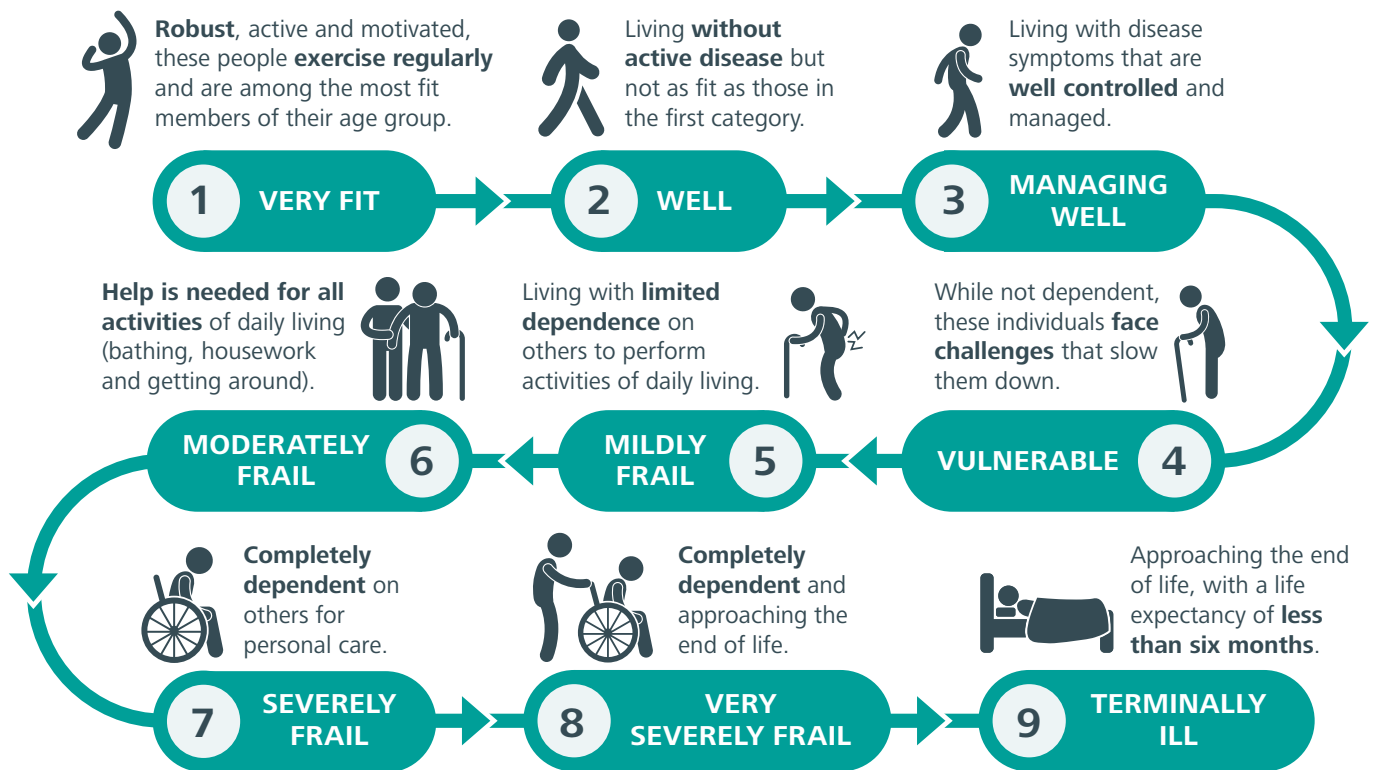 Robust, active and motivated,
these people exercise regularly
and are among the most fit
members of their age group.
1 VERY FIT
Living without
active disease but
not as fit as those in
the first category.
2 WELL
Living with disease
symptoms that are
well controlled and
managed.
3 MANAGING
WELL
While not dependent,
these individuals face
challenges that slow
them down.
VULNERABLE 4
Living with limited
dependence on
others to perform
activities of daily living.
MILDLY
FRAIL 5
Help is needed for all
activities of daily living
(bathing, housework
and getting around).
MODERATELY
FRAIL 6
Completely
dependent on
others for
personal care.
7 SEVERELY
FRAIL
Completely
dependent and
approaching the
end of life.
8 VERY
SEVERELY FRAIL
Approaching the end
of life, with a life
expectancy of less
than six months.
9 TERMINALLY
ILL